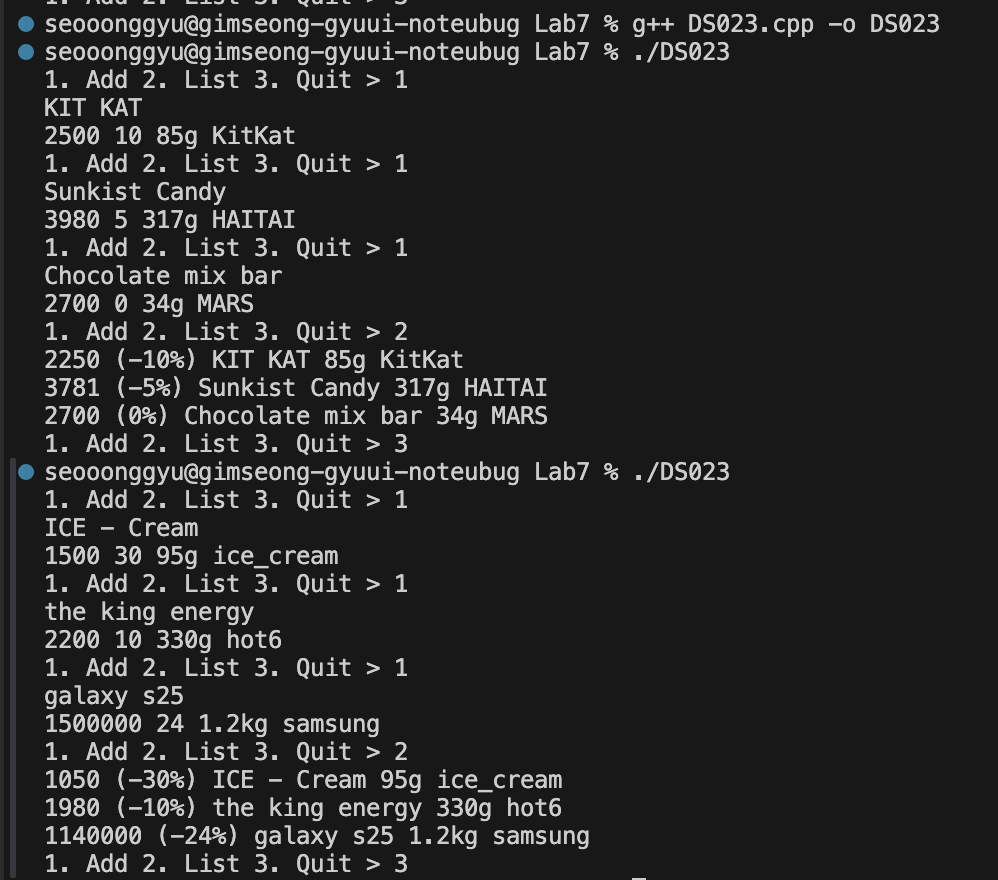 seooonggyu@gimseong-gyuui-noteubug Lab7 % g++ DS023.cpp -o DS023
seooonggyu@gimseong-gyuui-noteubug Lab7 % ./DS023
1. Add 2. List 3. Quit > 1
KIT KAT
2500 10 85g KitKat
1. Add 2. List 3. Quit > 1
Sunkist Candy
3980 5 317g HAITAI
1. Add 2. List 3. Quit > 1
Chocolate mix bar
2700 0 34g MARS
1. Add 2. List 3. Quit > 2
2250 (-10%) KIT KAT 85g KitKat
3781 (-5%) Sunkist Candy 317g HAITAI
2700 (0%) Chocolate mix bar 34g MARS
1. Add 2. List 3. Quit > 3
seooonggyu@gimseong-gyuui-noteubug Lab7 % ./DS023
1. Add 2. List 3. Quit > 1
ICE - Cream
1500 30 95g ice_cream
1. Add 2. List 3. Quit > 1
the king energy
2200 10 330g hot6
1. Add 2. List 3. Quit > 1
galaxy s25
1500000 24 1.2kg samsung
1. Add 2. List 3. Quit > 2
1050 (-30%) ICE - Cream 95g ice_cream
1980 (-10%) the king energy 330g hot6
1140000 (-24%) galaxy s25 1.2kg samsung
1. Add 2. List 3. Quit > 3